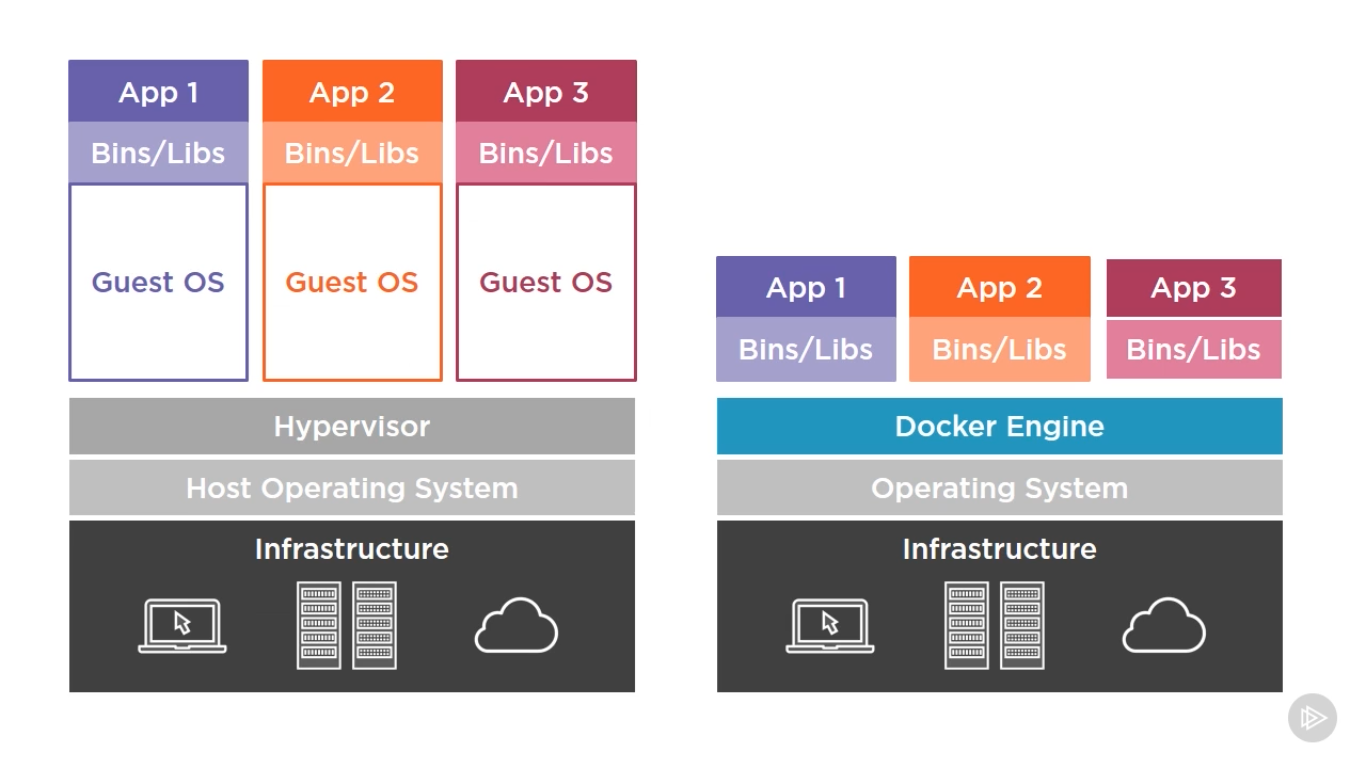 App 1
App 2
App 3
Bins/Libs
Bins/Libs
Bins/Libs
Guest OS
Guest OS
Guest OS
Hypervisor
Host Operating System
Infrastructure
App 1
App 2
App 3
Bins/Libs
Bins/Libs
Bins/Libs
Docker Engine
Operating System
Infrastructure